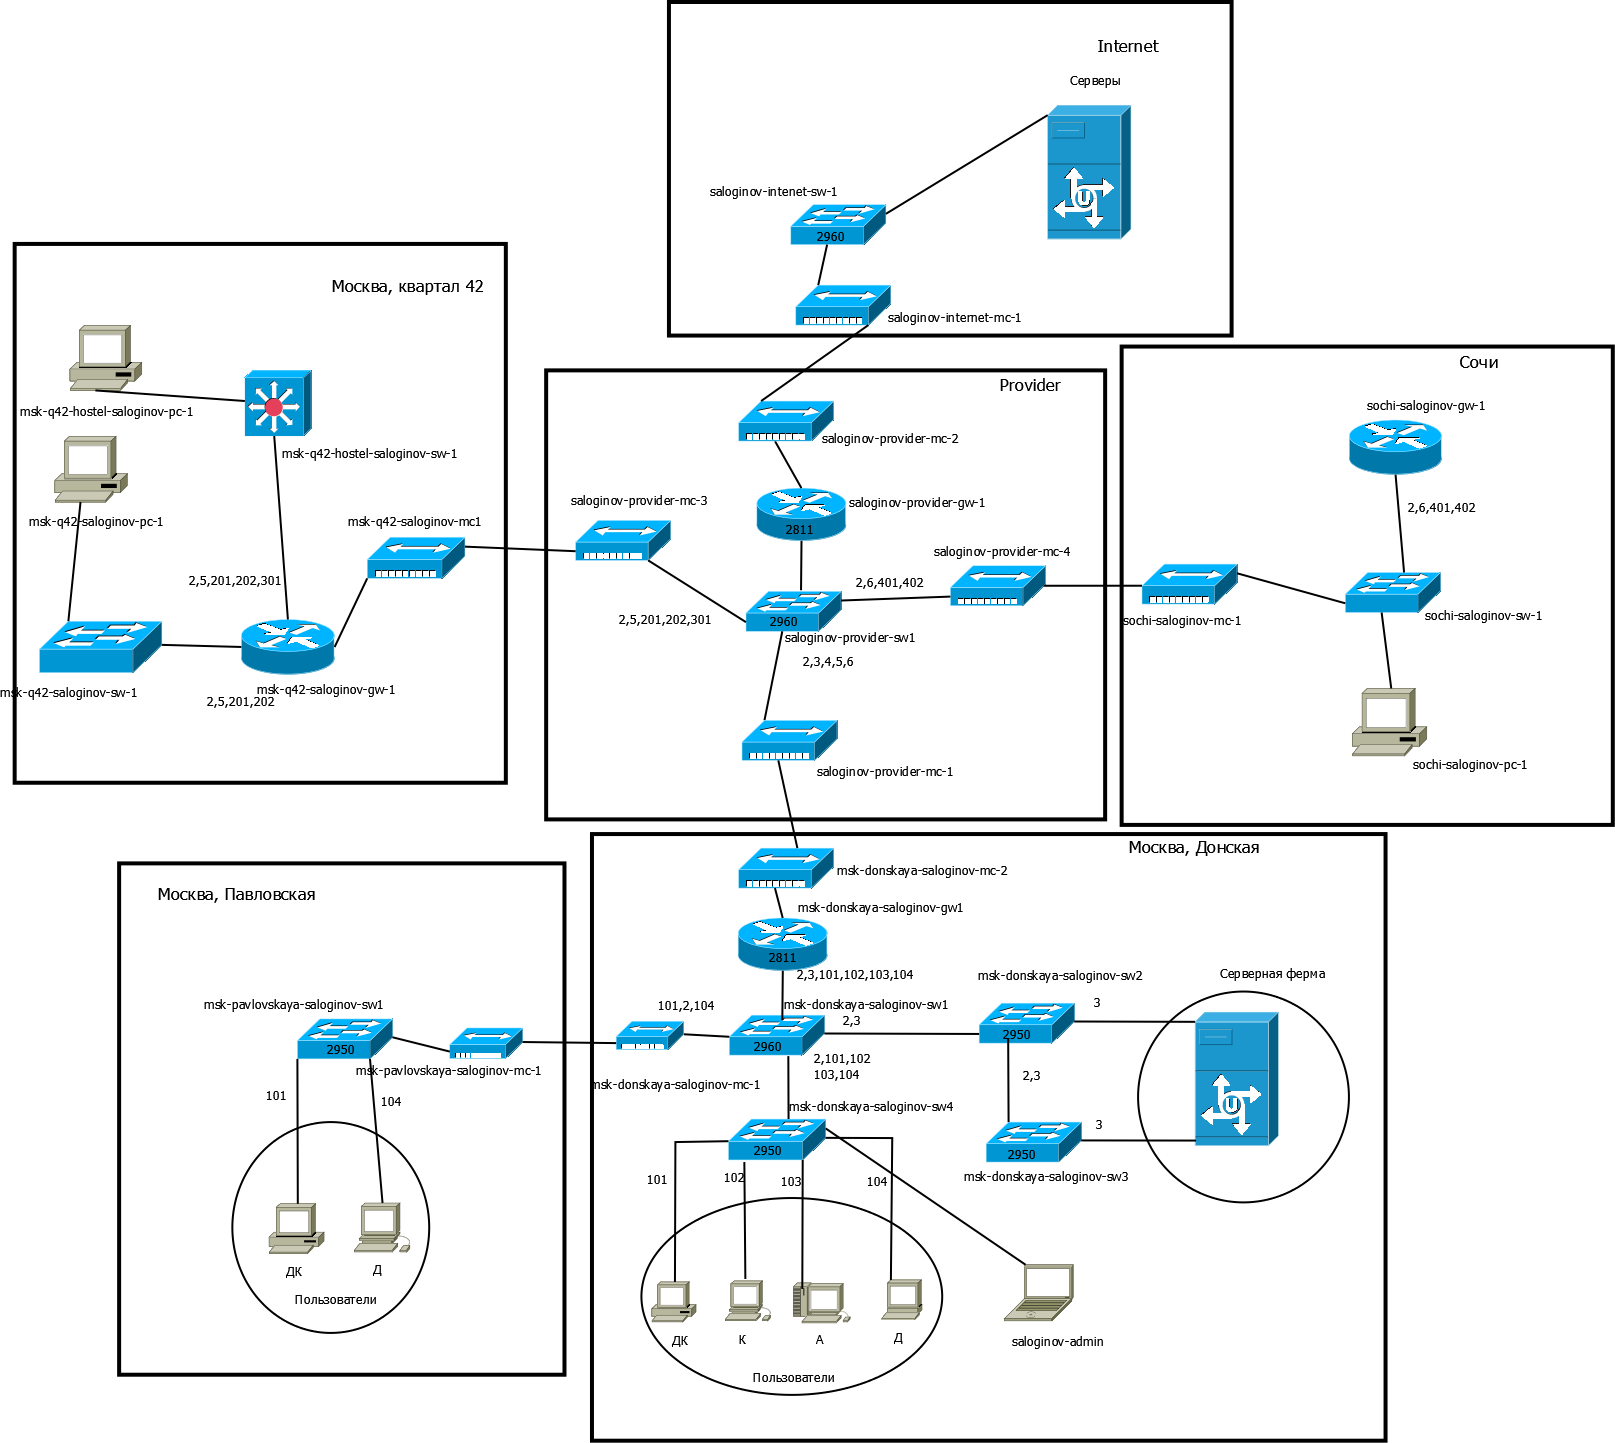 Internet
Серверы
saloginov-intenet-sw-1
2960
saloginov-internet-mc-1
Москва, квартал 42
msk-q42-hostel-saloginov-pc-1
msk-q42-hostel-saloginov-sw-1
msk-q42-saloginov-pc-1
msk-q42-saloginov-mc1
2,5,201,202,301
msk-q42-saloginov-sw-1
msk-q42-saloginov-gw-1
2,5,201,202
Provider
saloginov-provider-mc-2
saloginov-provider-mc-3
saloginov-provider-gw-1
2811
saloginov-provider-mc-4
2,6,401,402
2,5,201,202,301
2960
saloginov-provider-sw1
2,3,4,5,6
saloginov-provider-mc-1
Сочи
sochi-saloginov-gw-1
2,6,401,402
sochi-saloginov-mc-1
sochi-saloginov-sw-1
sochi-saloginov-pc-1
Москва, Павловская
msk-pavlovskaya-saloginov-sw1
2950
msk-pavlovskaya-saloginov-mc-1
101
104
ДК
Д
Пользователи
Москва, Донская
msk-donskaya-saloginov-mc-2
msk-donskaya-saloginov-gw1
2811
2,3,101,102,103,104
msk-donskaya-saloginov-sw2
Серверная ферма
101,2,104
msk-donskaya-saloginov-sw1
2,3
3
2960
2950
2,101,102
103,104
msk-donskaya-saloginov-mc-1
2,3
msk-donskaya-saloginov-sw4
3
2950
2950
msk-donskaya-saloginov-sw3
101
102
103
104
ДК
К
А
Д
saloginov-admin
Пользователи